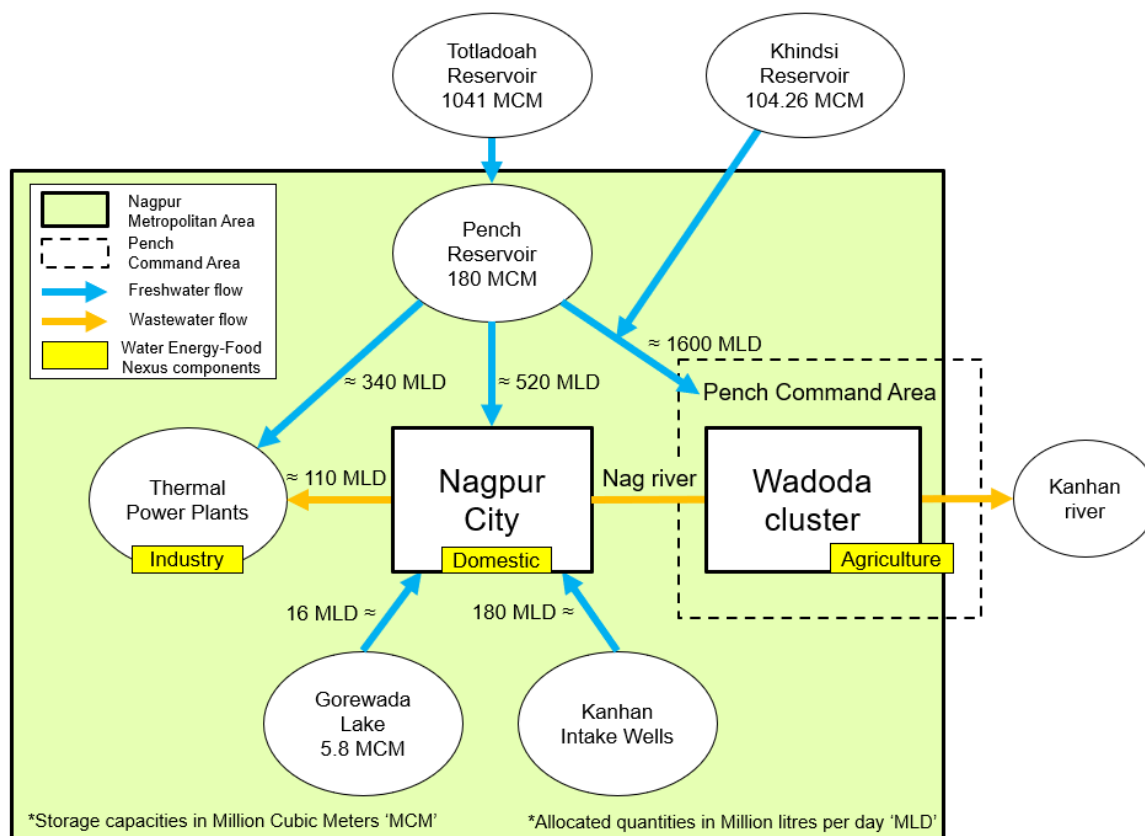 Totladoah
Reservoir
1041 MCM
Khindsi
Reservoir
104.26 MCM
Nagpur
Metropolitan Area
Pench
Command Area
Freshwater flow
Wastewater flow
Water Energy-Food
Nexus components
Pench
Reservoir
180 MCM
≈ 340 MLD
≈ 520 MLD
≈ 1600 MLD
Pench Command Area
Thermal
Power Plants
Industry
≈ 110 MLD
Nagpur
City
Domestic
Nag river
Wadoda
cluster
Agriculture
Kanhan
river
16 MLD ≈
180 MLD ≈
Gorewada
Lake
5.8 MCM
Kanhan
Intake Wells
*Storage capacities in Million Cubic Meters ‘MCM’
*Allocated quantities in Million litres per day ‘MLD’